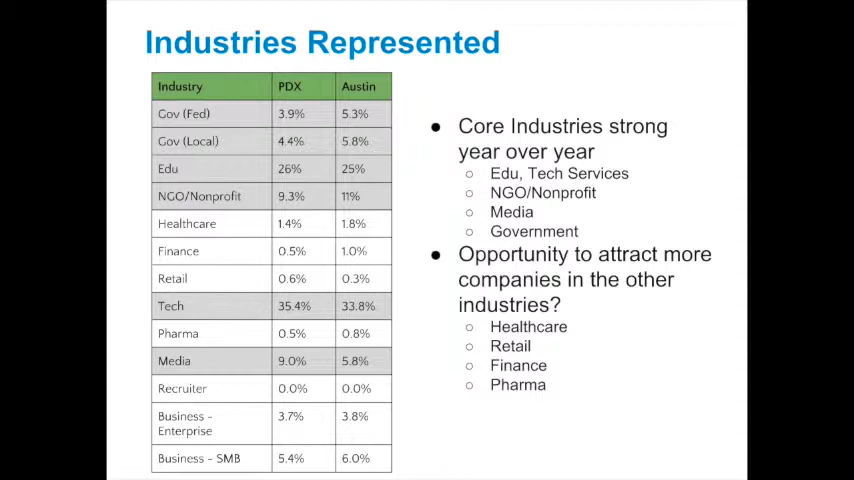 Industries Represented
Industry PDX Austin
Gov (Fed) 3.9% 5.3%
Gov (Local) 4.4% 5.8%
Edu 26% 25%
NGO/Nonprofit 9.3% 11%
Healthcare 1.4% 1.8%
Finance 0.5% 1.0%
Retail 0.6% 0.3%
Tech 35.4% 33.8%
Pharma 0.5% 0.8%
Media 9.0% 5.8%
Recruiter 0.0% 0.0%
Business - 3.7% 3.8%
Enterprise
Business - SMB 5.4% 6.0%
● Core Industries strong
year over year
○ Edu, Tech Services
○ NGO/Nonprofit
○ Media
○ Government
● Opportunity to attract more
companies in the other
industries?
○ Healthcare
○ Retail
○ Finance
○ Pharma